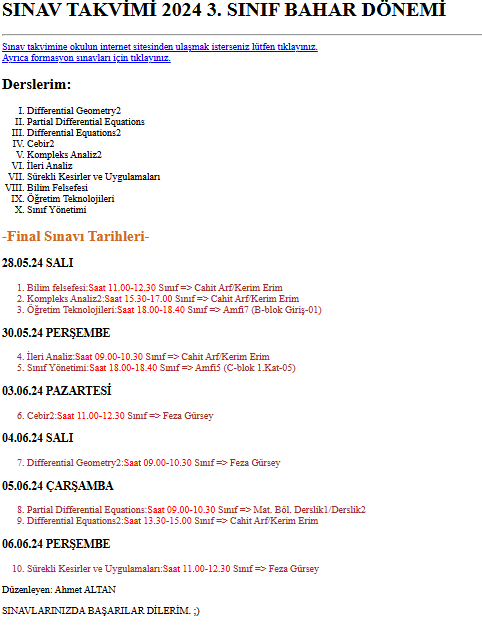 SINAV TAKVİMİ 2024 3. SINIF BAHAR DÖNEMİ
Sınav takvimine okulun internet sitesinden ulaşmak isterseniz lütfen tıklayınız.
Ayrıca formasyon sınavları için tıklayınız.
Derslerim:
I. Differential Geometry2
II. Partial Differential Equations
III. Differential Equations2
IV. Cebir2
V. Kompleks Analiz2
VI. İleri Analiz
VII. Sürekli Kesirler ve Uygulamaları
VIII. Bilim Felsefesi
IX. Öğretim Teknolojileri
X. Sınıf Yönetimi
-Final Sınavı Tarihleri-
28.05.24 SALI
1. Bilim felsefesi:Saat 11.00-12.30 Sınıf => Cahit Arf/Kerim Erim
2. Kompleks Analiz2:Saat 15.30-17.00 Sınıf => Cahit Arf/Kerim Erim
3. Öğretim Teknolojileri:Saat 18.00-18.40 Sınıf => Amfi7 (B-blok Giriş-01)
30.05.24 PERŞEMBE
4. İleri Analiz:Saat 09.00-10.30 Sınıf => Cahit Arf/Kerim Erim
5. Sınıf Yönetimi:Saat 18.00-18.40 Sınıf => Amfi5 (C-blok 1.Kat-05)
03.06.24 PAZARTESİ
6. Cebir2:Saat 11.00-12.30 Sınıf => Feza Gürsey
04.06.24 SALI
7. Differential Geometry2:Saat 09.00-10.30 Sınıf => Feza Gürsey
05.06.24 ÇARŞAMBA
8. Partial Differential Equations:Saat 09.00-10.30 Sınıf => Mat. Böl. Derslik1/Derslik2
9. Differential Equations2:Saat 13.30-15.00 Sınıf => Cahit Arf/Kerim Erim
06.06.24 PERŞEMBE
10. Sürekli Kesirler ve Uygulamaları:Saat 11.00-12.30 Sınıf => Feza Gürsey
Düzenleyen: Ahmet ALTAN
SINAVLARINIZDA BAŞARILAR DİLERİM. ;)